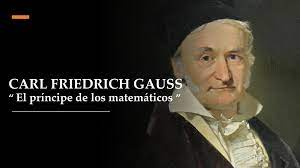 CARL FRIEDRICH GAUSS
“ El príncipe de los matemáticos ”